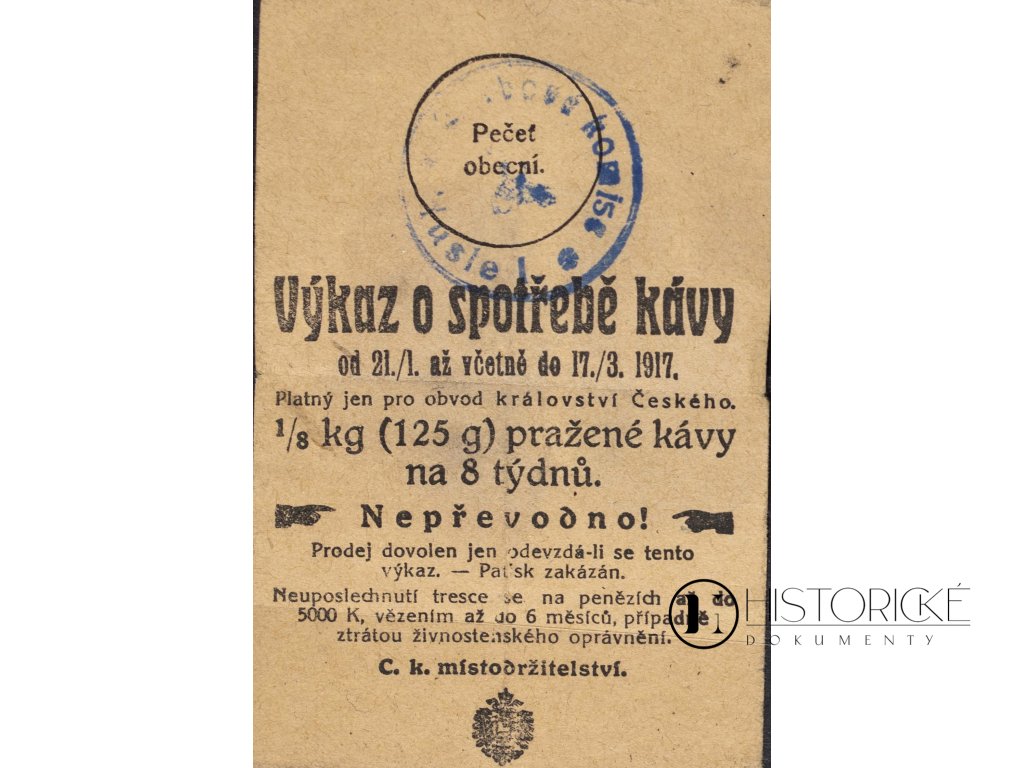 Pečeť
obecní.
komise
Výkaz o spotřebě kávy
od 21./1. až včetně do 17./3. 1917.
Platný jen pro obvod království Českého.
1/8 kg (125 g) pražené kávy
na 8 týdnů.
Nepřevodno!
Prodej dovolen jen odevzdá-li se tento
výkaz. — Patisk zakázán.
Neuposlechnutí tresce se na penězích až do
5000 K, vězením až do 6 měsíců, případně
ztrátou živnostenského oprávnění.
C. k. místodržitelství.
HISTORICKÉ
DOKUMENTY